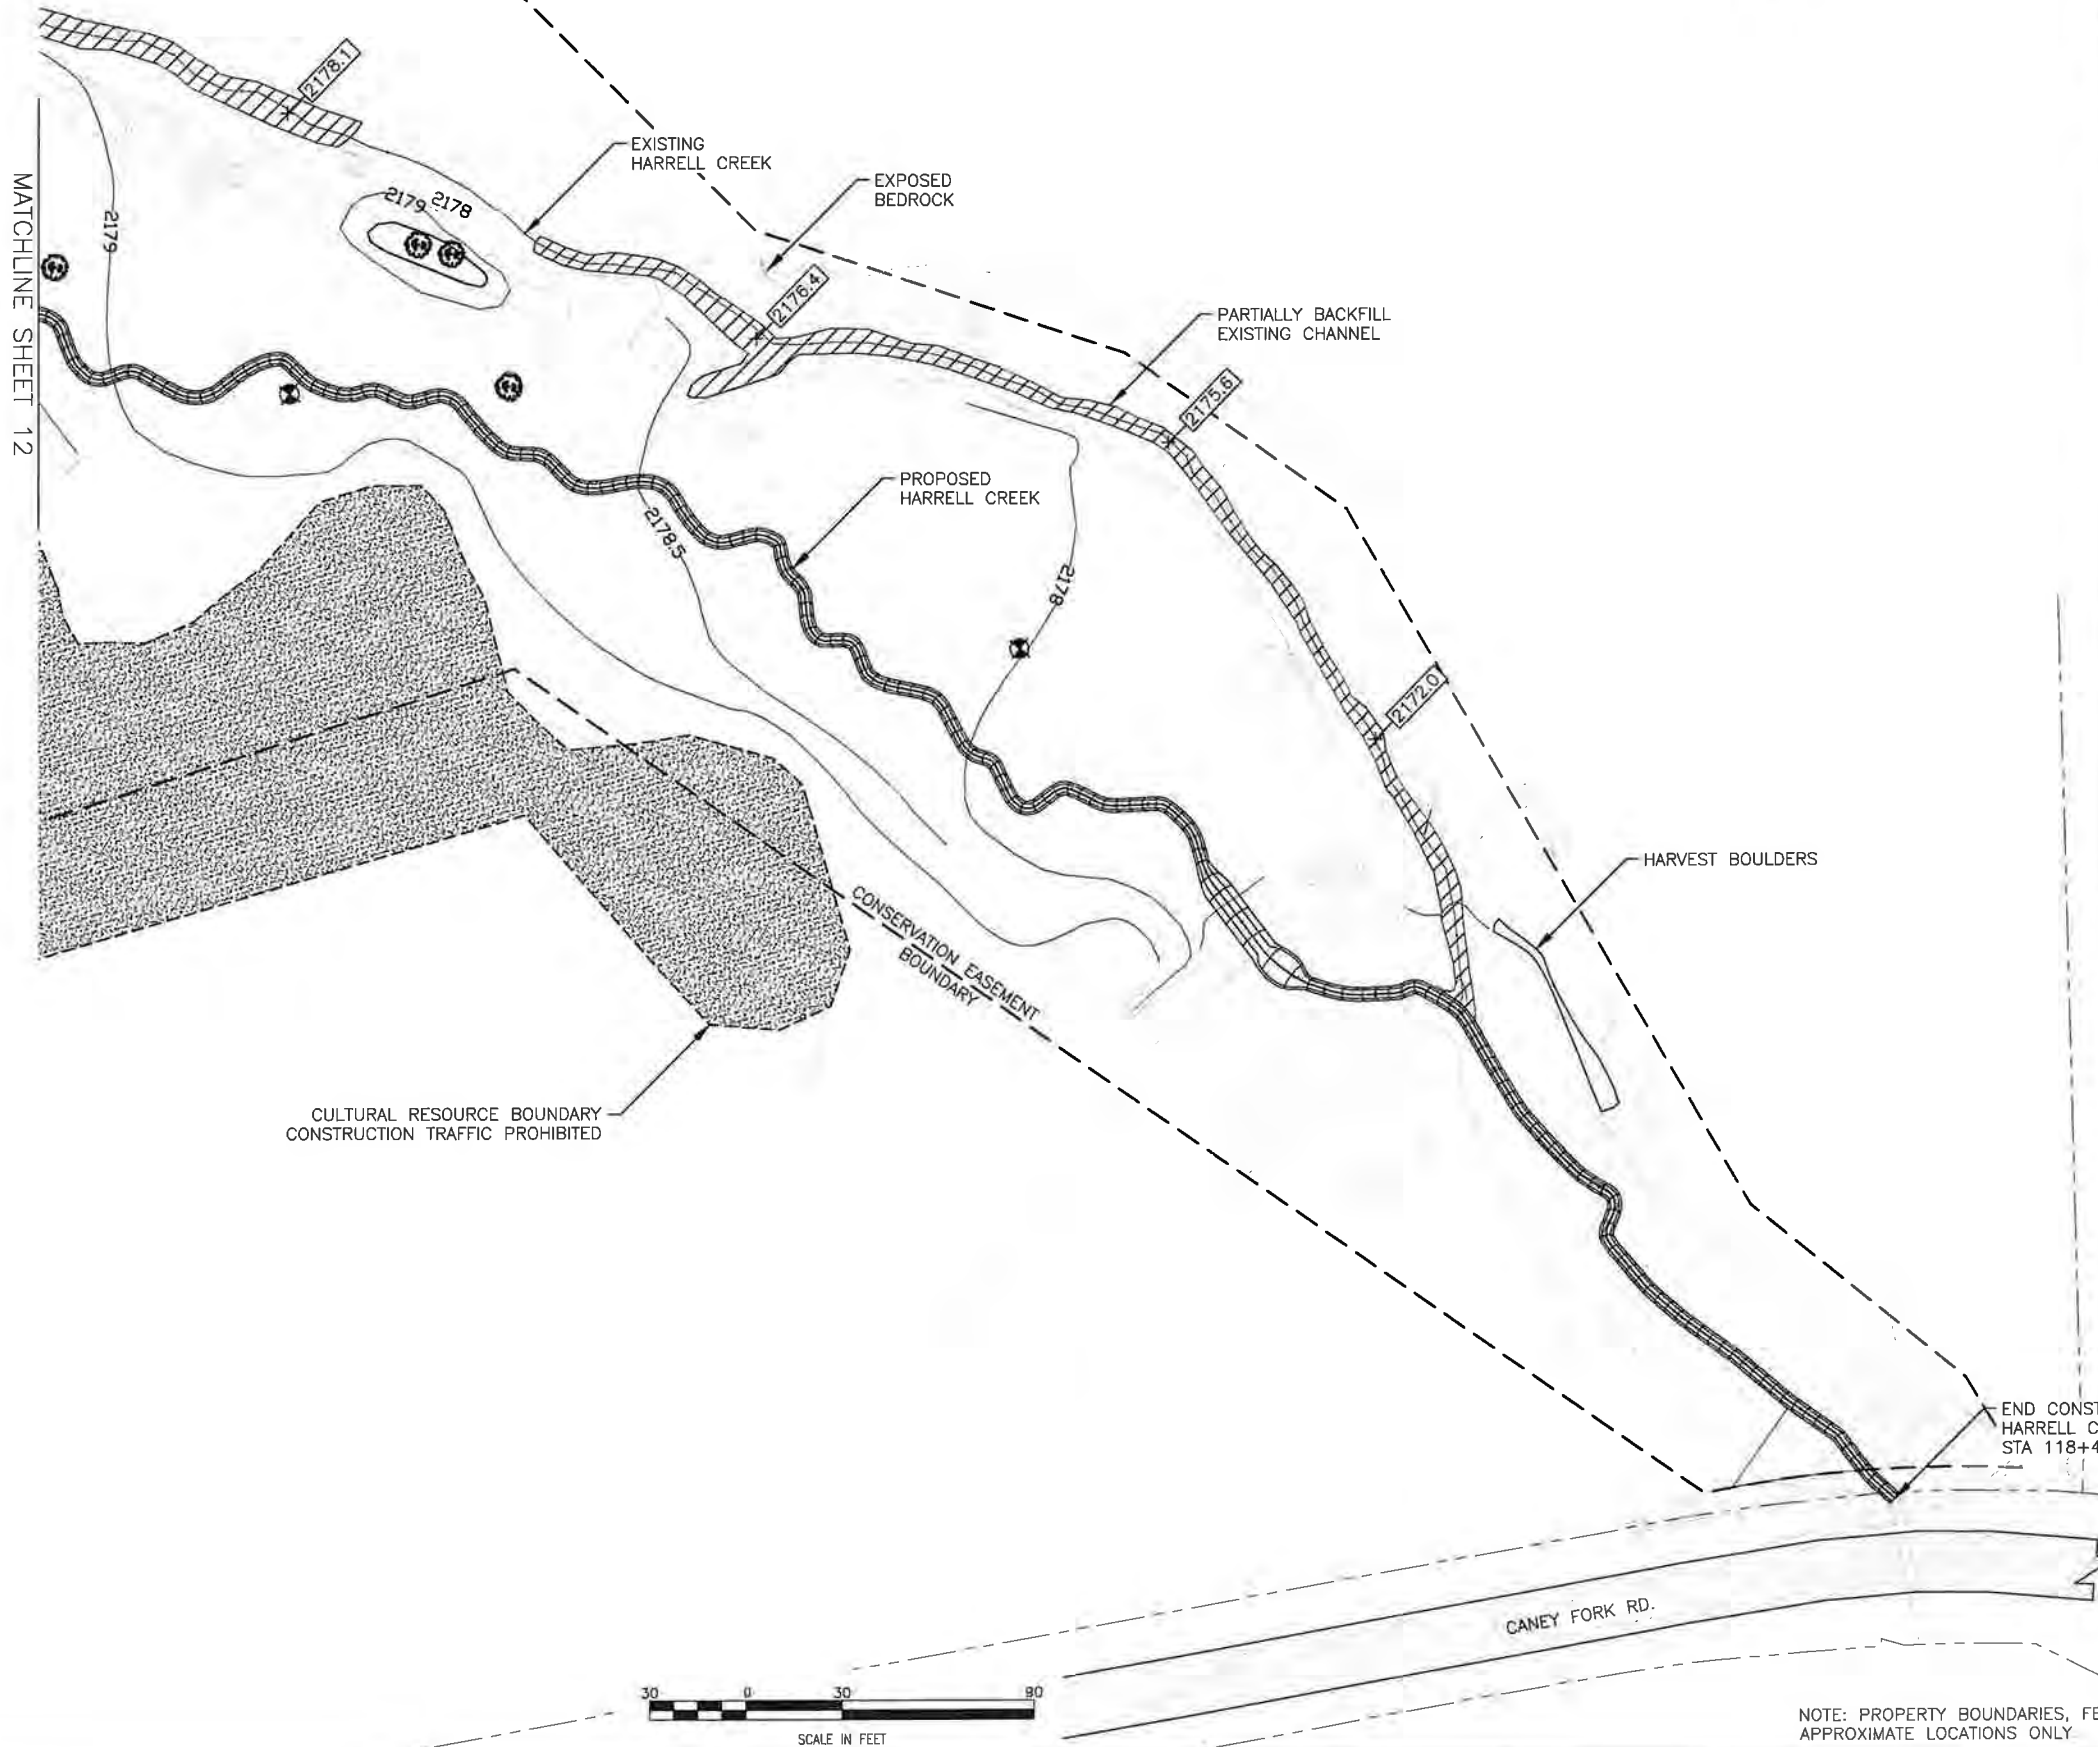 2178.1
EXISTING
HARRELL CREEK
EXPOSED
BEDROCK
MATCHLINE SHEET 12
2179
2179
2178
2176.4
PARTIALLY BACKFILL
EXISTING CHANNEL
2175.6
PROPOSED
HARRELL CREEK
2178.5
2178
2172.0
HARVEST BOULDERS
CONSERVATION EASEMENT
BOUNDARY
CULTURAL RESOURCE BOUNDARY
CONSTRUCTION TRAFFIC PROHIBITED
END CONST
HARRELL C
STA 118+4
CANEY FORK RD.
30 0 30 90
SCALE IN FEET
NOTE: PROPERTY BOUNDARIES, FE
APPROXIMATE LOCATIONS ONLY